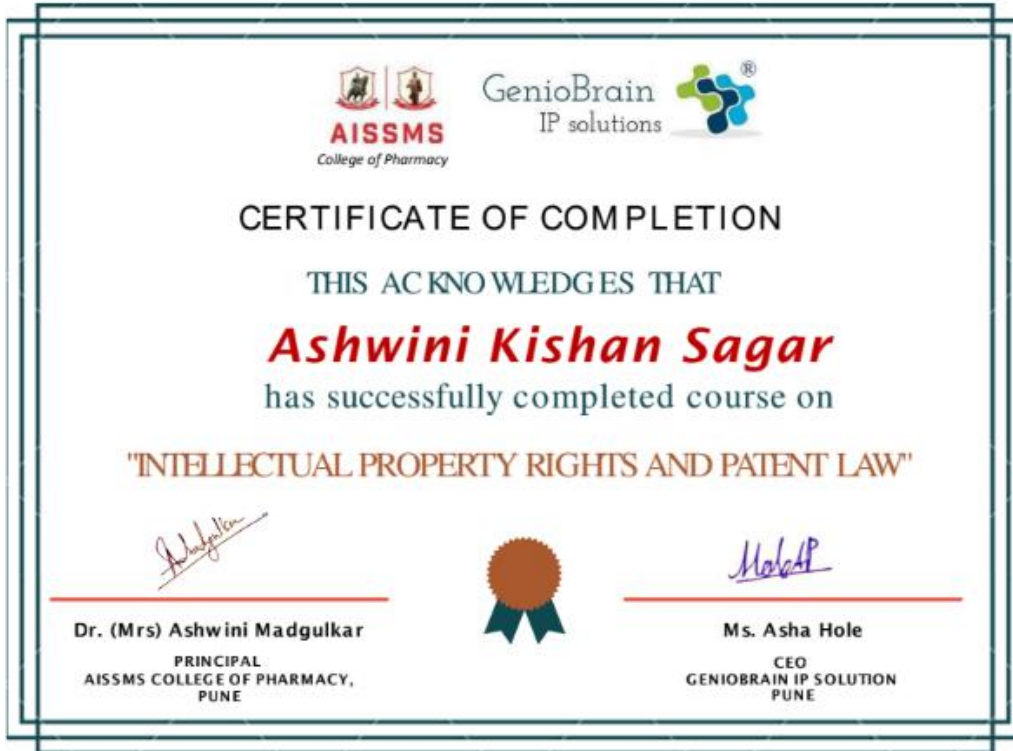 AISSMS
College of Pharmacy
GenioBrain
IP solutions
®
CERTIFICATE OF COMPLETION
THIS ACKNOWLEDGES THAT
Ashwini Kishan Sagar
has successfully completed course on
"INTELLECTUAL PROPERTY RIGHTS AND PATENT LAW"
Dr. (Mrs) Ashwini Madgulkar
PRINCIPAL
AISSMS COLLEGE OF PHARMACY,
PUNE
Ms. Asha Hole
CEO
GENIOBRAIN IP SOLUTION
PUNE